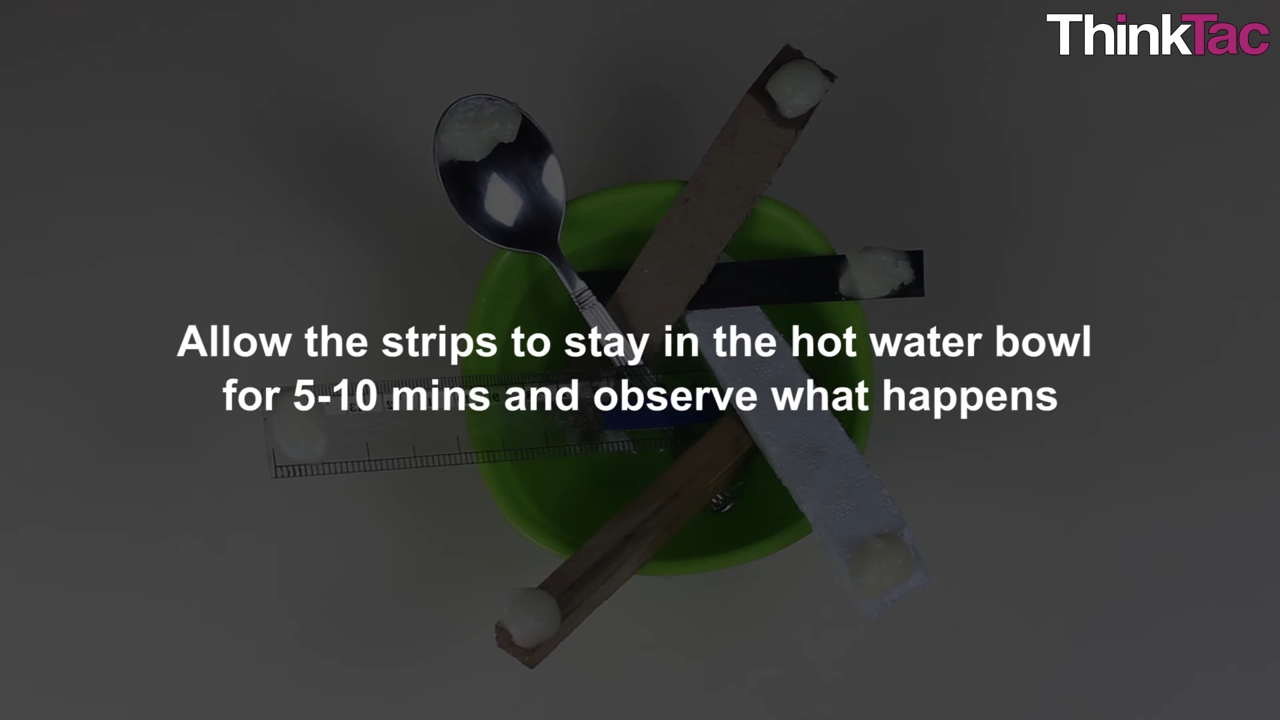 ThinkTac
Allow the strips to stay in the hot water bowl
for 5-10 mins and observe what happens